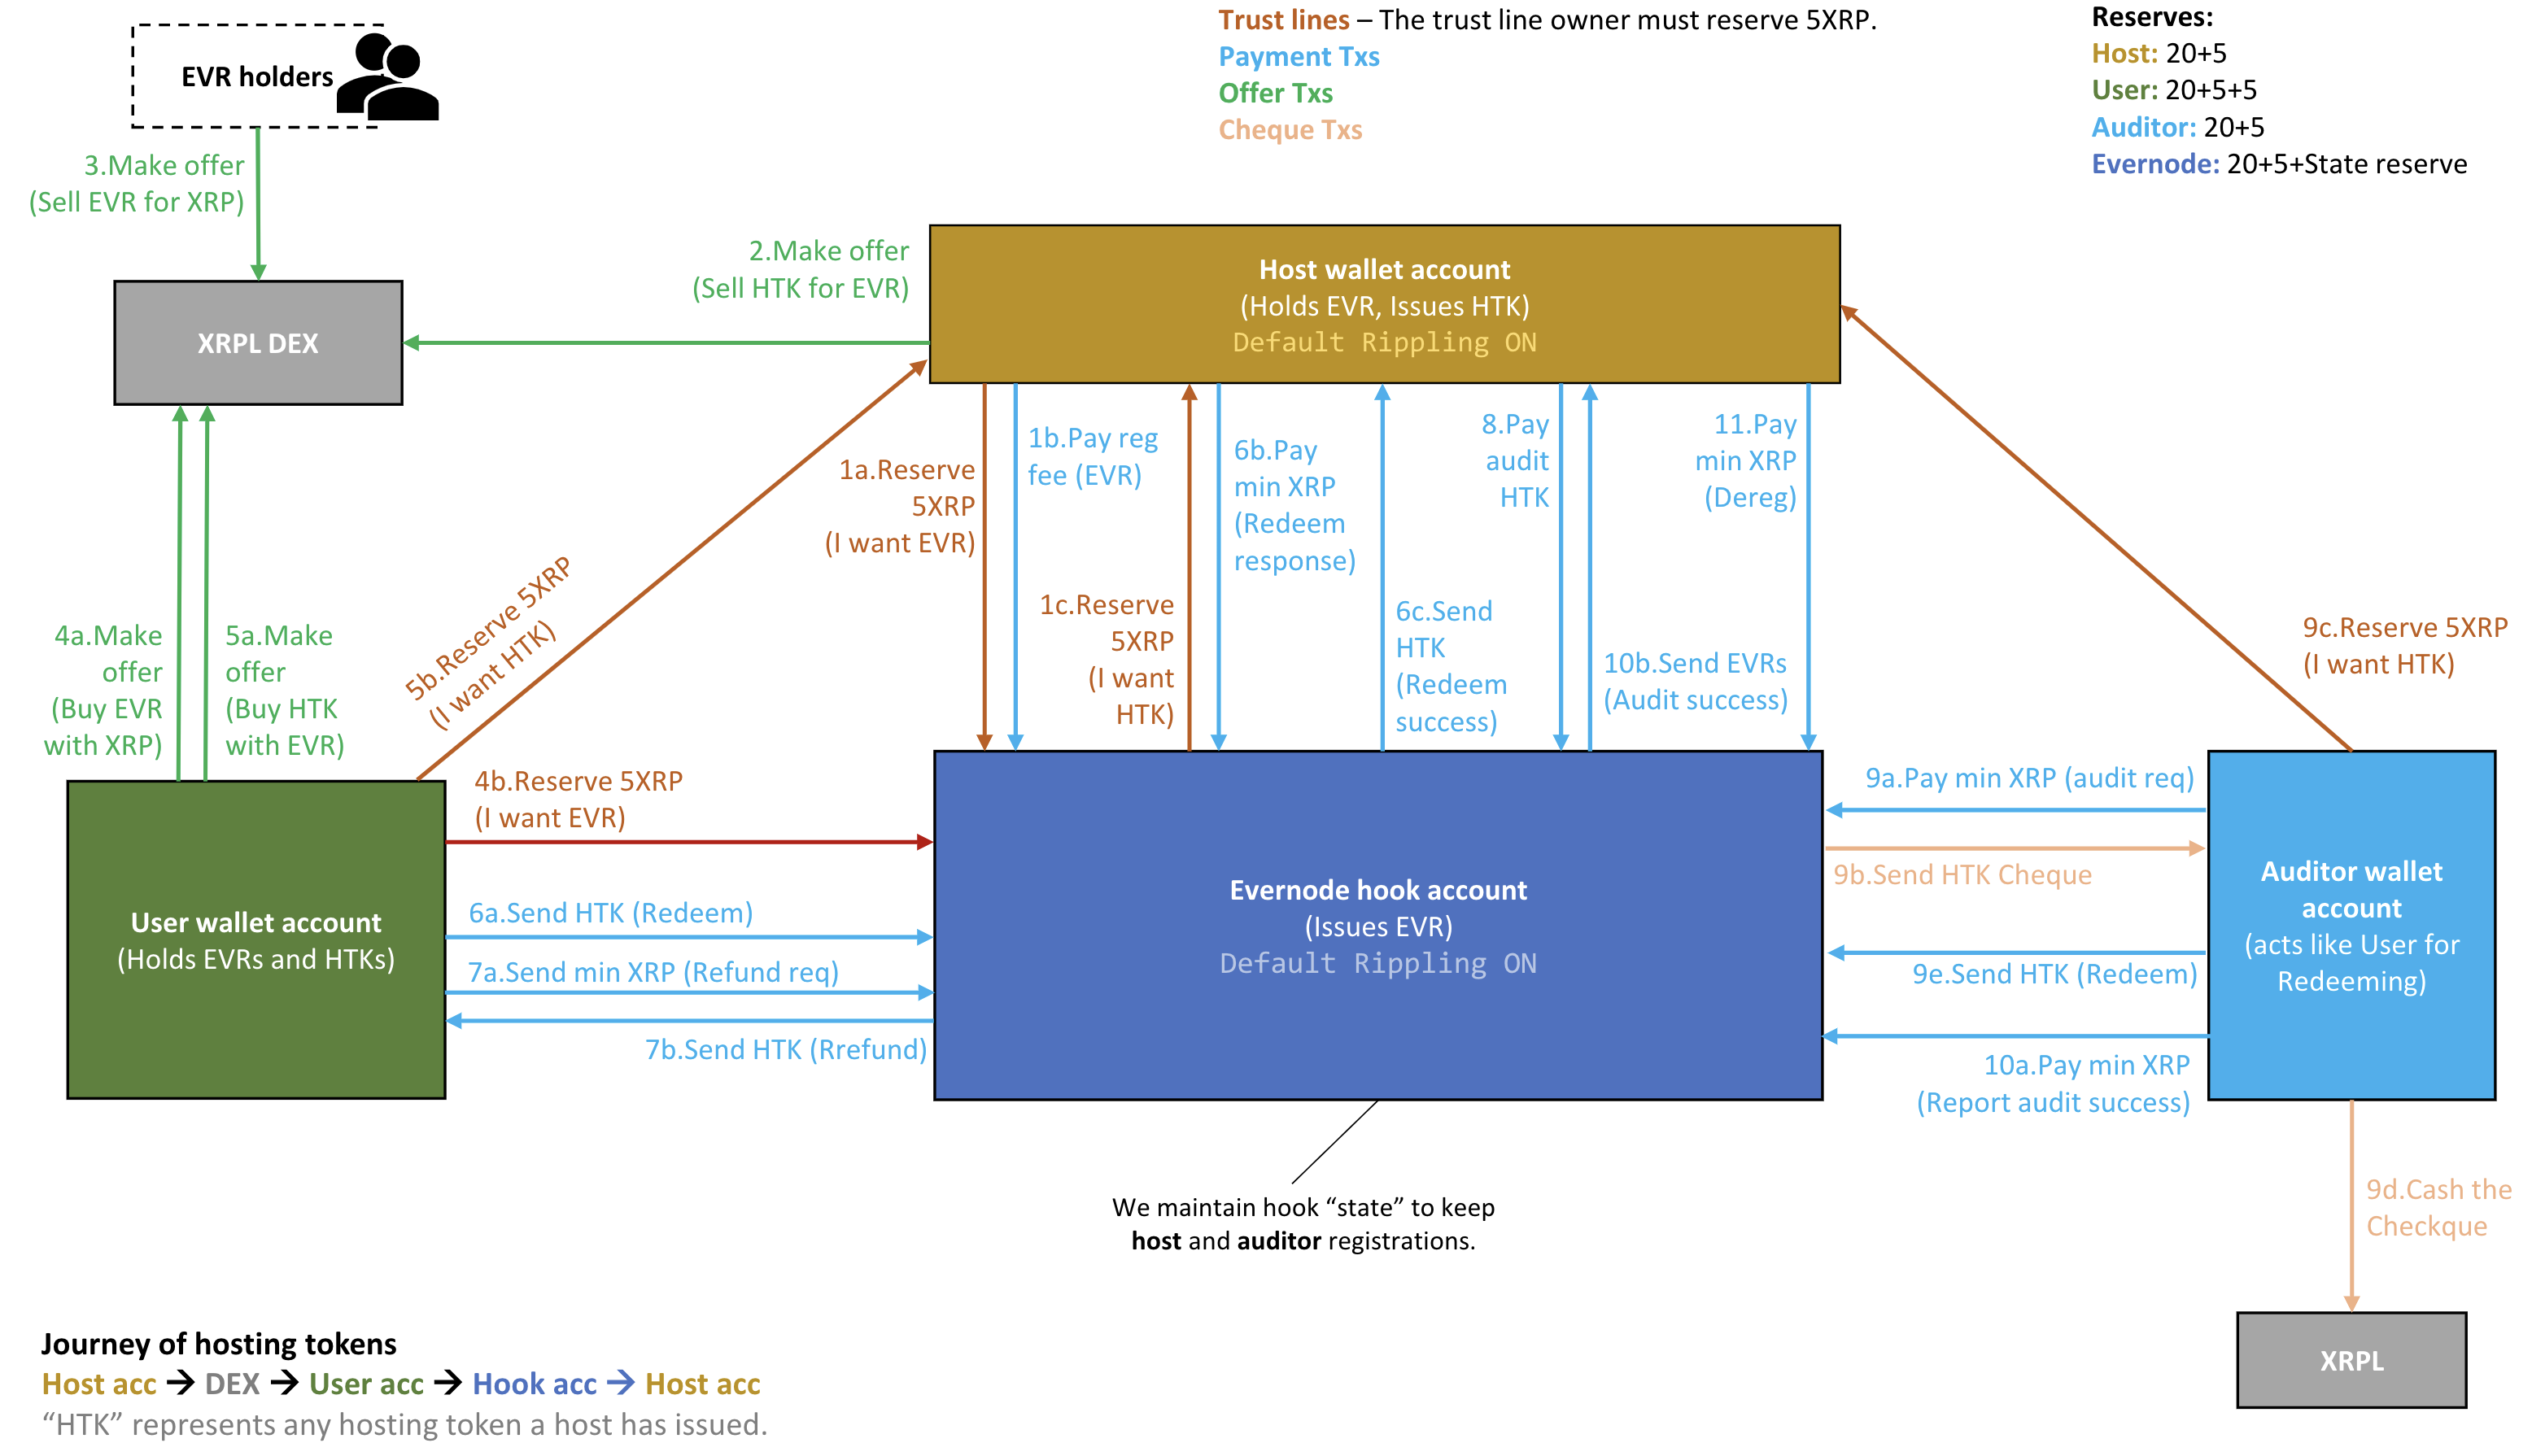 Trust lines – The trust line owner must reserve 5XRP.
Payment Txs
Offer Txs
Cheque Txs
Reserves:
Host: 20+5
User: 20+5+5
Auditor: 20+5
Evernode: 20+5+State reserve
EVR holders
3.Make offer
(Sell EVR for XRP)
XRPL DEX
2.Make offer
(Sell HTK for EVR)
Host wallet account
(Holds EVR, Issues HTK)
Default Rippling ON
1a.Reserve
5XRP
(I want EVR)
1b.Pay reg
fee (EVR)
1c.Reserve
5XRP
(I want
HTK)
6b.Pay
min XRP
(Redeem
response)
6c.Send
HTK
(Redeem
success)
8.Pay
audit
HTK
10b.Send EVRs
(Audit success)
11.Pay
min XRP
(Dereg)
9c.Reserve 5XRP
(I want HTK)
4a.Make
offer
(Buy EVR
with XRP)
5a.Make
offer
(Buy HTK
with EVR)
5b.Reserve 5XRP
(I want HTK)
4b.Reserve 5XRP
(I want EVR)
User wallet account
(Holds EVRs and HTKs)
6a.Send HTK (Redeem)
7a.Send min XRP (Refund req)
7b.Send HTK (Rrefund)
Evernode hook account
(Issues EVR)
Default Rippling ON
9a.Pay min XRP (audit req)
9b.Send HTK Cheque
9e.Send HTK (Redeem)
10a.Pay min XRP
(Report audit success)
Auditor wallet
account
(acts like User for
Redeeming)
9d.Cash the
Checkque
XRPL
We maintain hook “state” to keep
host and auditor registrations.
Journey of hosting tokens
Host acc → DEX → User acc → Hook acc → Host acc
“HTK” represents any hosting token a host has issued.